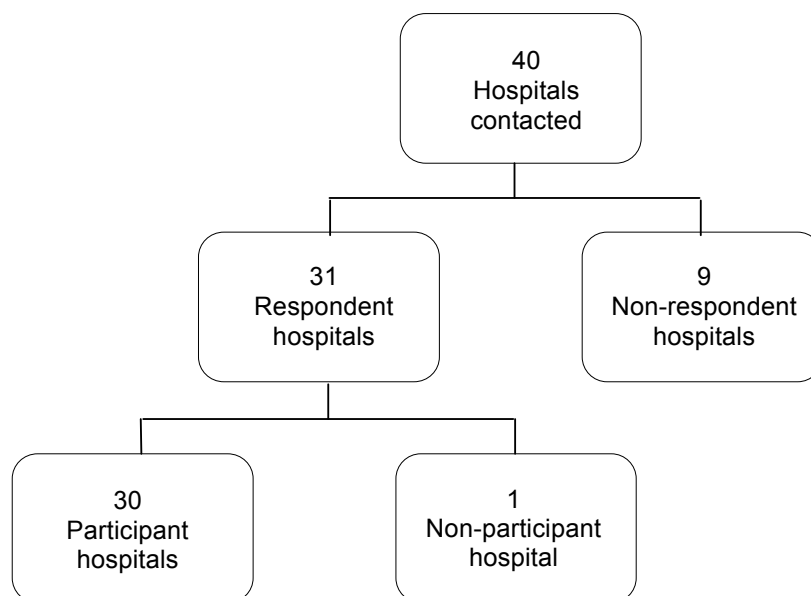 40
Hospitals
contacted
31
Respondent
hospitals
9
Non-respondent
hospitals
30
Participant
hospitals
1
Non-participant
hospital